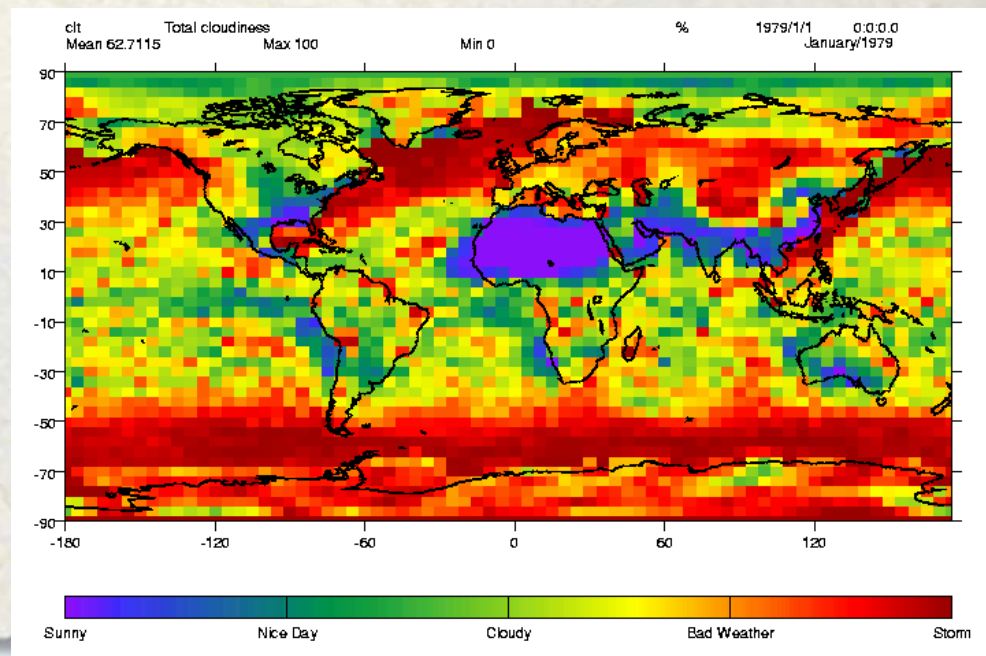 clt Total cloudiness % 1979/1/1 0:0:0.0
Mean 62.7115 Max 100 Min 0 January/1979
90
70
50
30
10
-10
-30
-50
-70
-90
-180 -120 -60 0 60 120
Sunny Nice Day Cloudy Bad Weather Storm